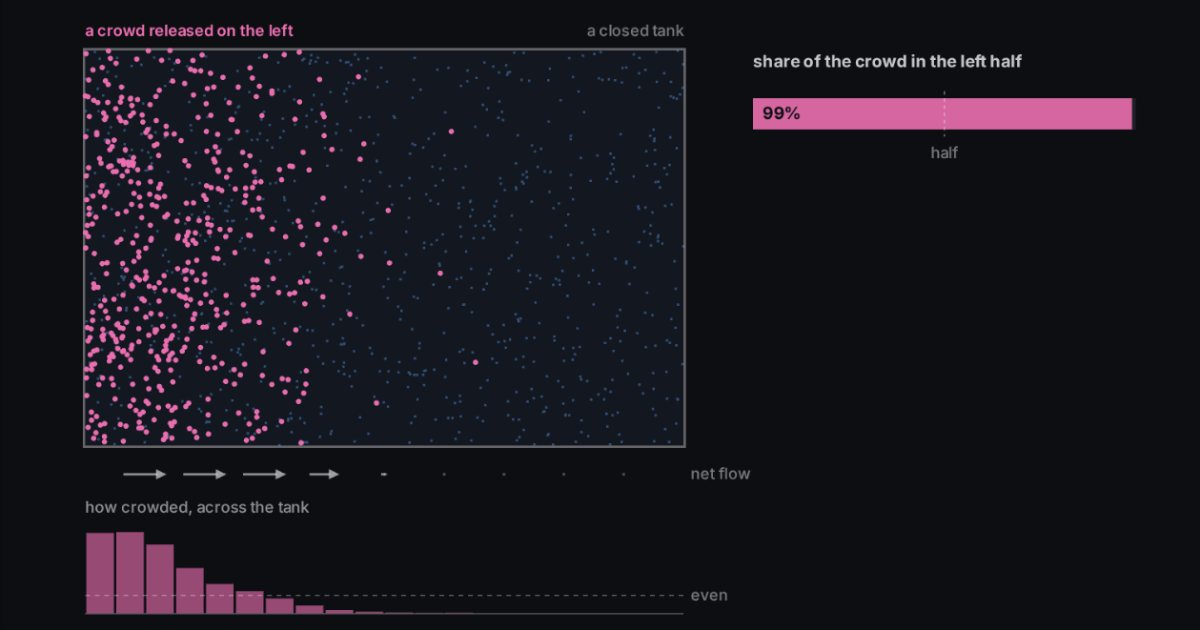 a crowd released on the left
a closed tank
share of the crowd in the left half
99%
half
net flow
how crowded, across the tank
even